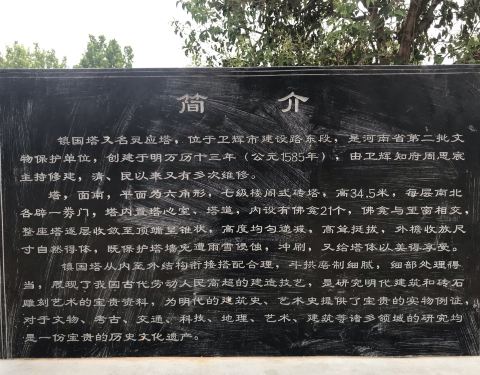 简 介
镇国塔又名灵应塔，位于卫辉市建设路东段，是河南省第二批文
物保护单位，创建于明万历十三年（公元1585年），由卫辉知府周思宸
主持修建，清、民以来又有多次维修。
塔，面南，平面为六角形，七级楼阁式砖塔，高34.5米，每层南北
各辟一券门，塔内置塔心室、塔道，内设有佛龛21个，佛龛与望窗相交，
整座塔逐层收敛至顶端呈锥状，高度均匀递减，高耸挺拔，外檐收放尺
寸自然得体，既保护塔墙免遭雨雪侵蚀，冲刷，又给塔体以美得享受。
镇国塔从内至外结构衔接搭配合理，斗拱磨制细腻，细部处理得
当，展现了我国古代劳动人民高超的建造技艺，是研究明代建筑和砖石
雕刻艺术的宝贵资料，为明代的建筑史、艺术史提供了宝贵的实物例证，
对于文物、考古、交通、科技、地理、艺术、建筑等诸多领域的研究均
是一份宝贵的历史文化遗产。